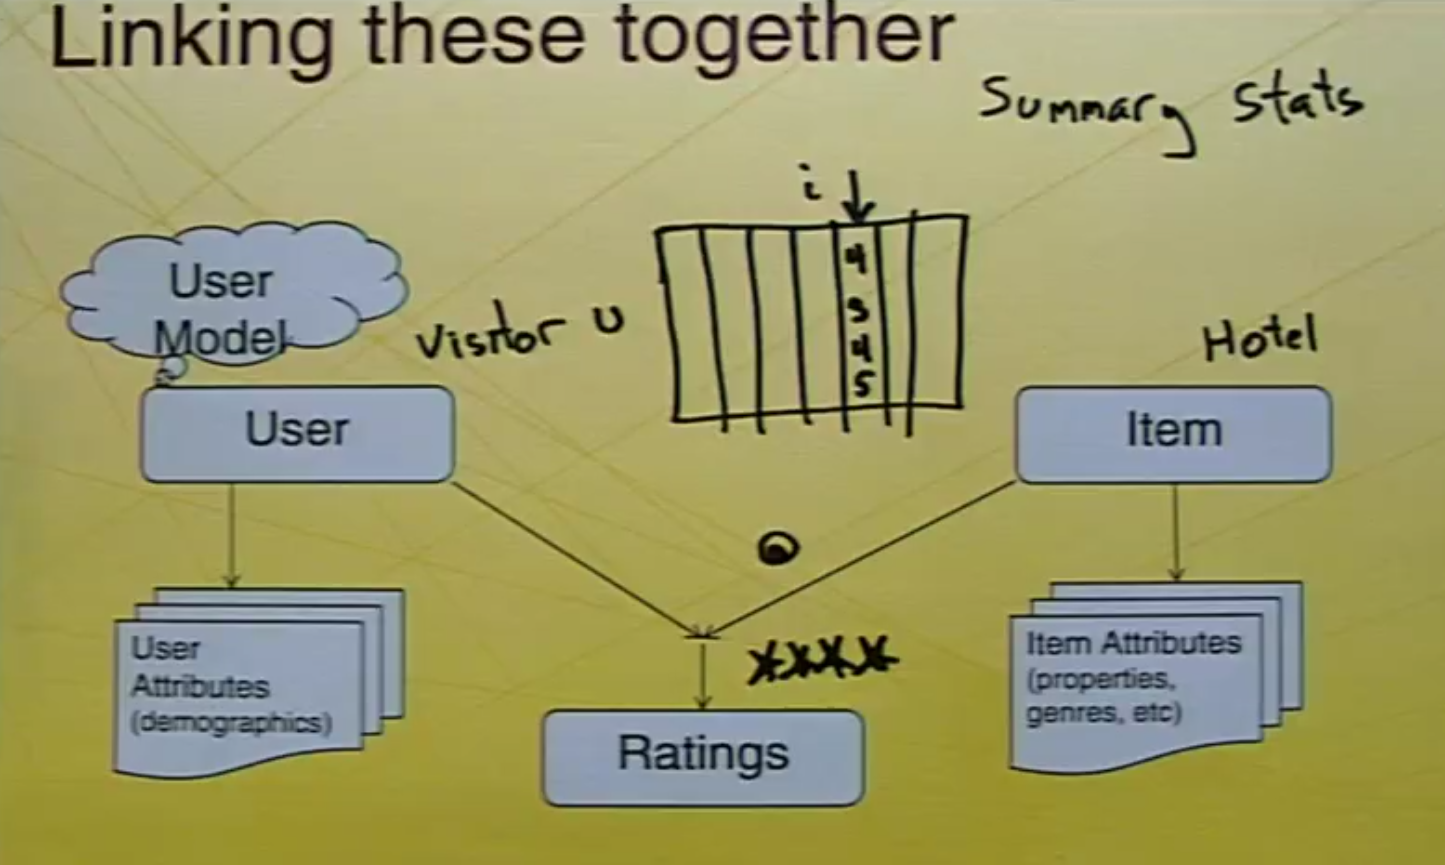 Linking these together
Summary Stats
i
User
Model
Visitor U
4
3
4
5
Hotel
User
Item
User
Attributes
(demographics)
Item Attributes
(properties,
genres, etc)
Ratings